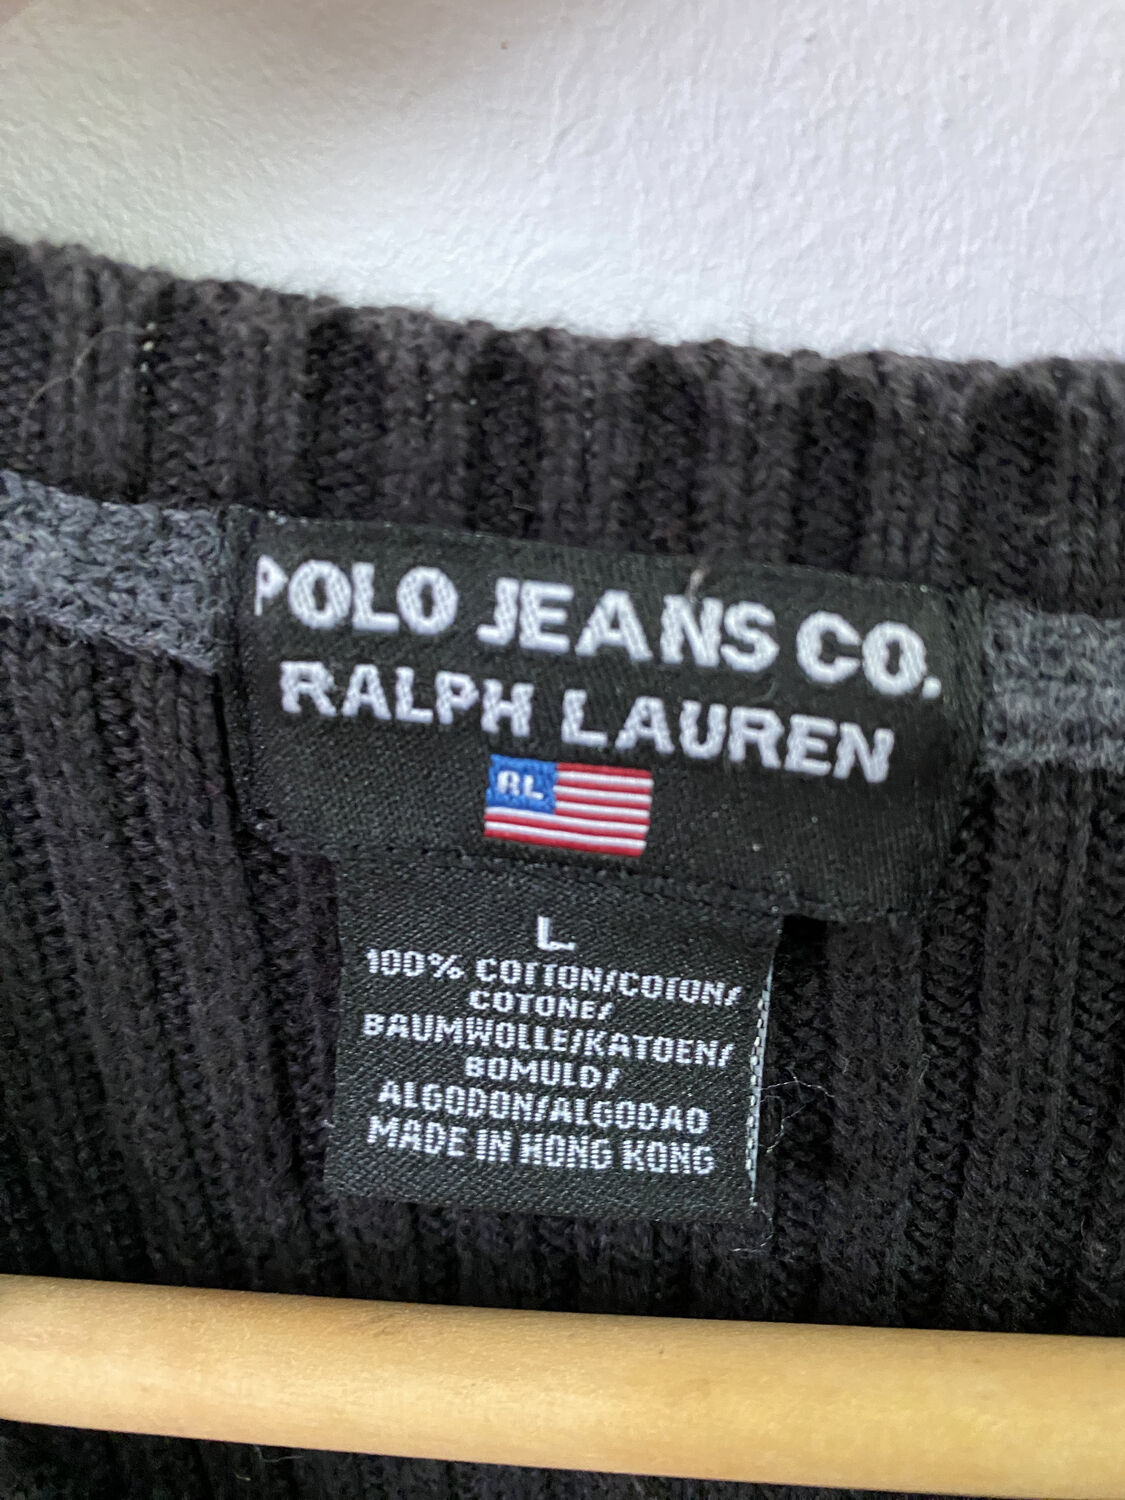 POLO JEANS CO.
RALPH LAUREN
RL
L
100% COTTON/COTON/
COTONE/
BAUMWOLLE/KATOEN/
BOMULD/
ALGODON/ALGODAO
MADE IN HONG KONG